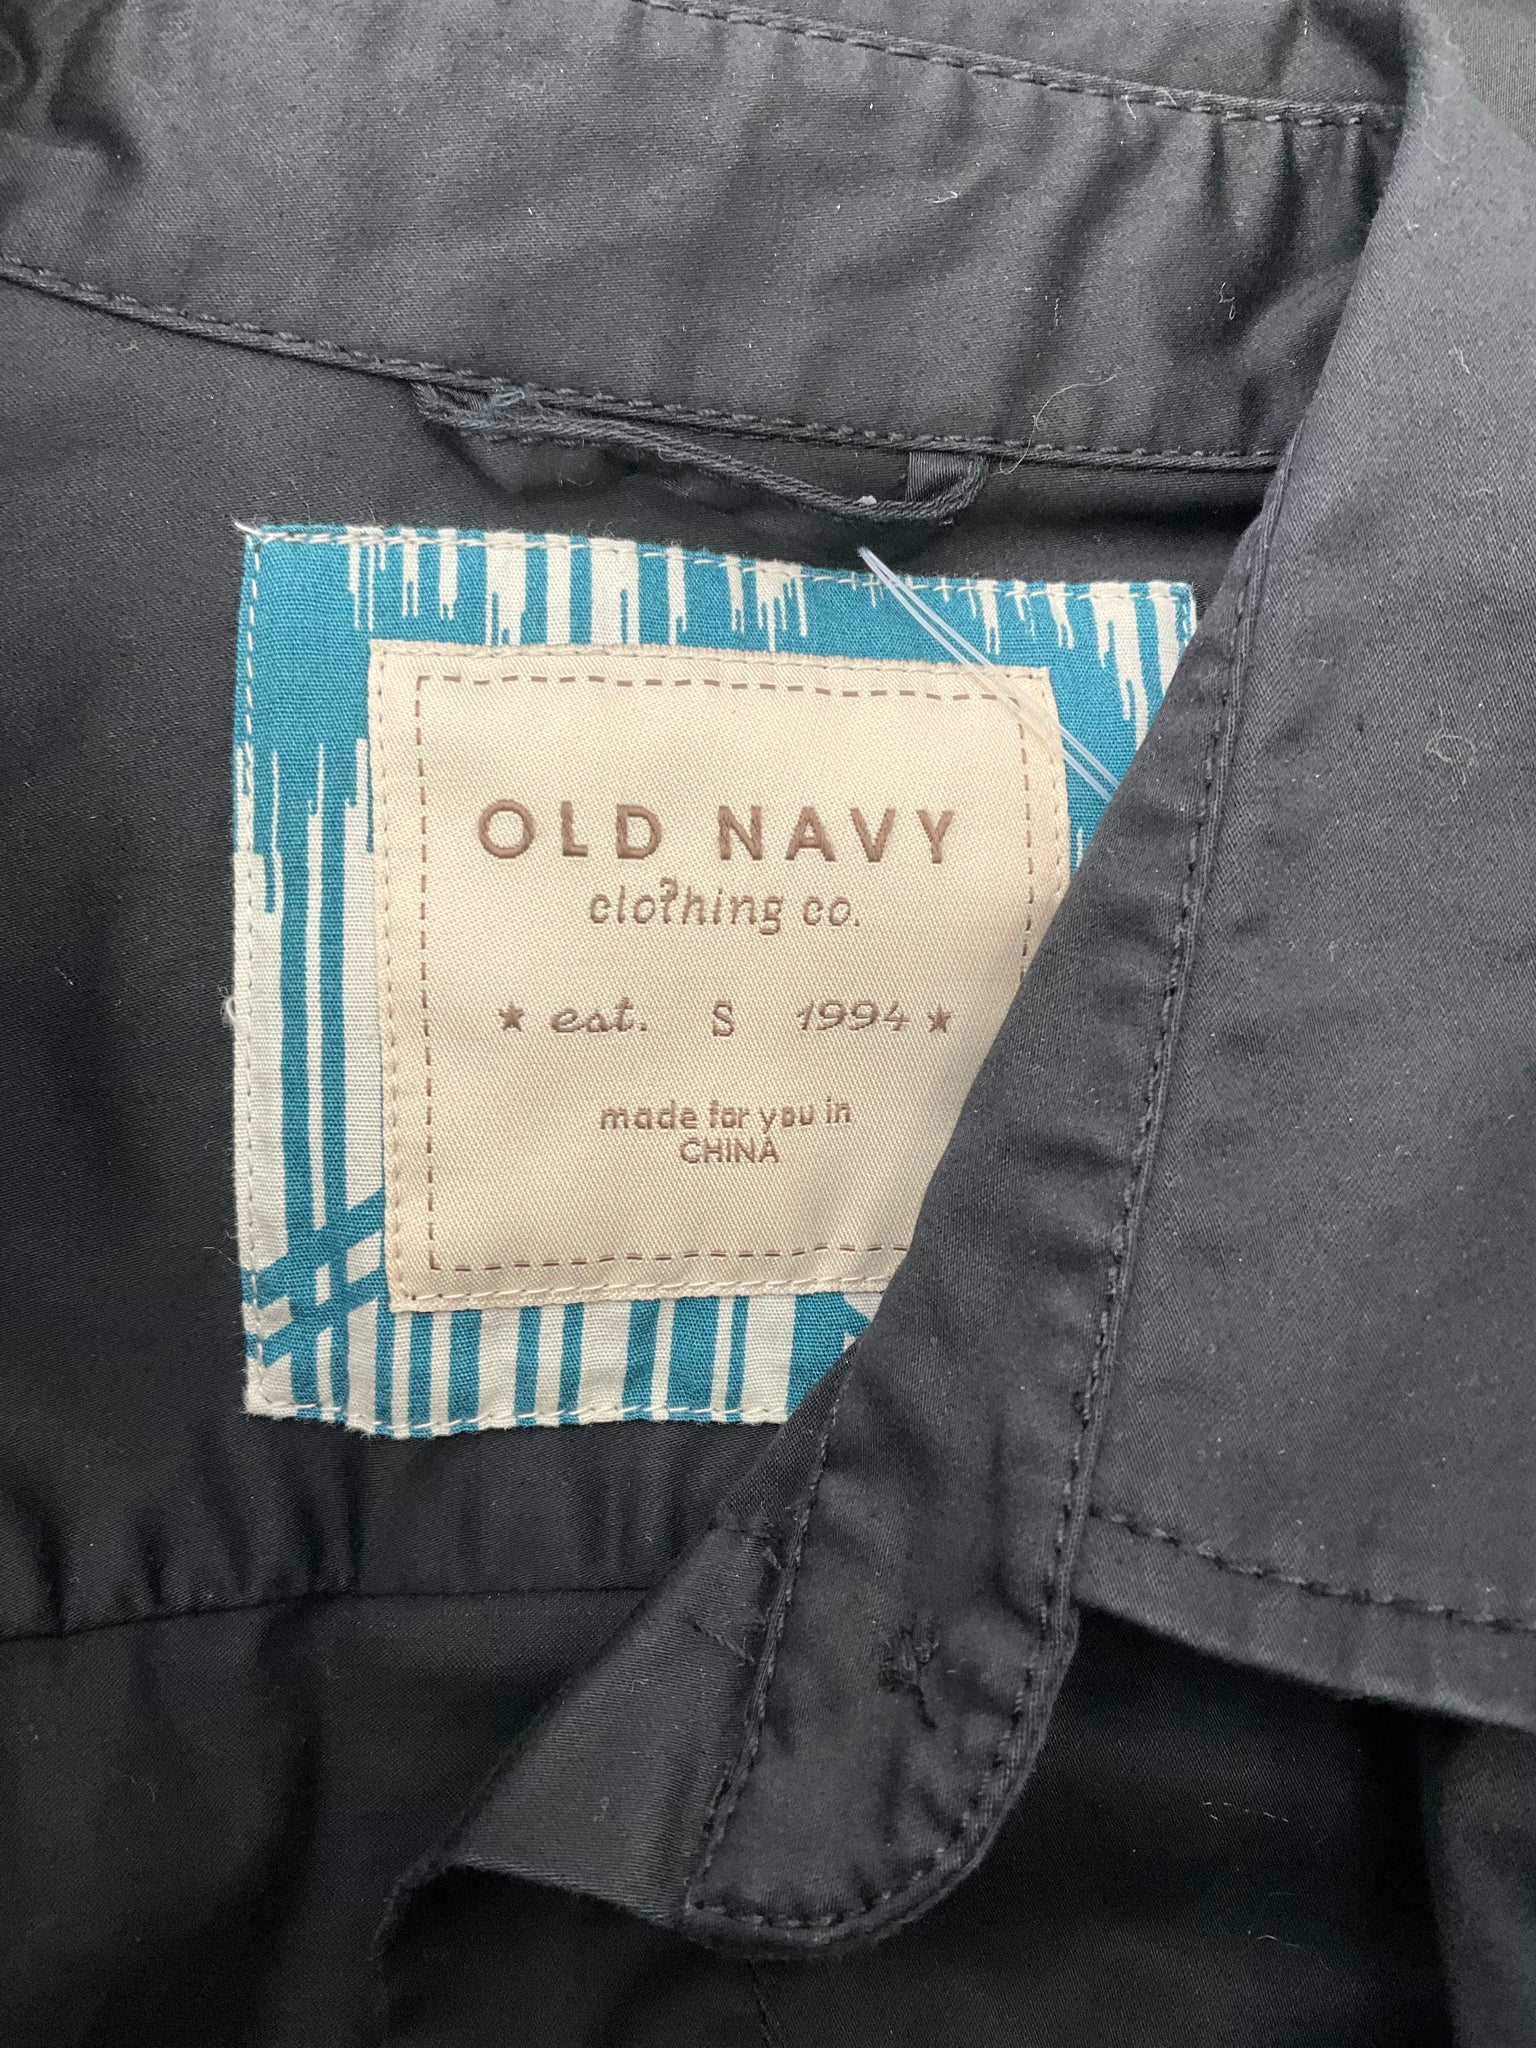 OLD NAVY
clothing co.
★ est. S 1994 ★
made for you in
CHINA